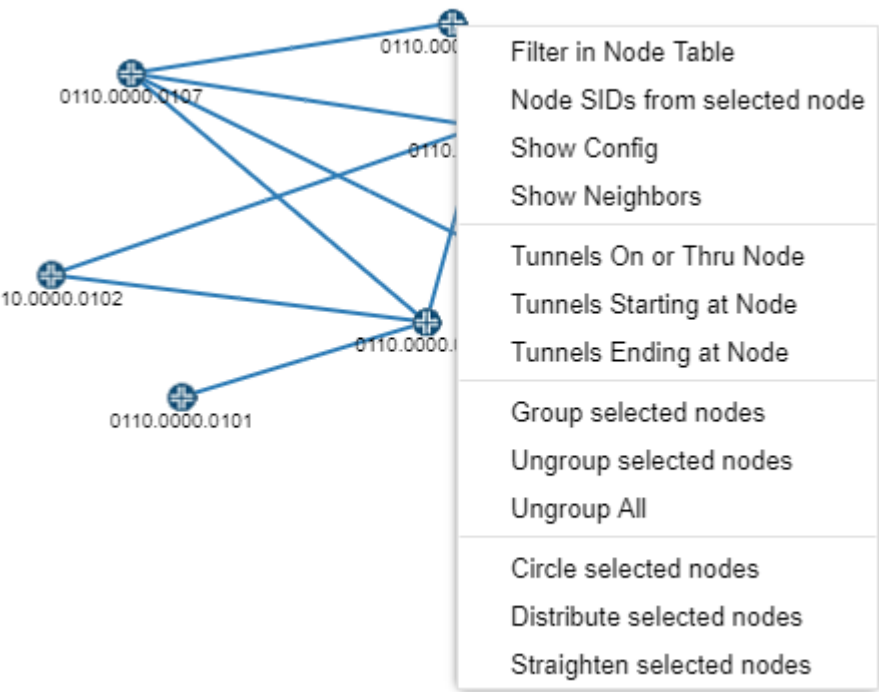 0110.000
0110.0000.0107
0110.
10.0000.0102
0110.0000.
0110.0000.0101
Filter in Node Table
Node SIDs from selected node
Show Config
Show Neighbors
Tunnels On or Thru Node
Tunnels Starting at Node
Tunnels Ending at Node
Group selected nodes
Ungroup selected nodes
Ungroup All
Circle selected nodes
Distribute selected nodes
Straighten selected nodes